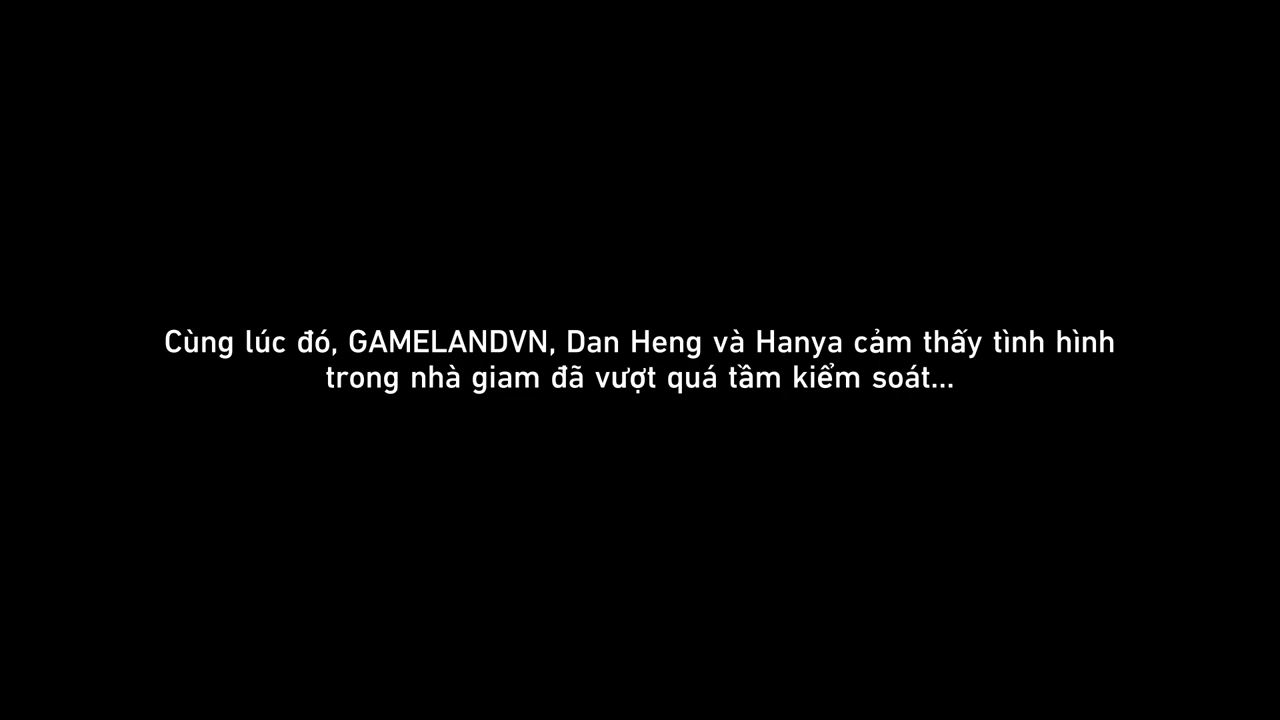 Cùng lúc đó, GAMELANDVN, Dan Heng và Hanya cảm thấy tình hình
trong nhà giam đã vượt quá tầm kiểm soát...